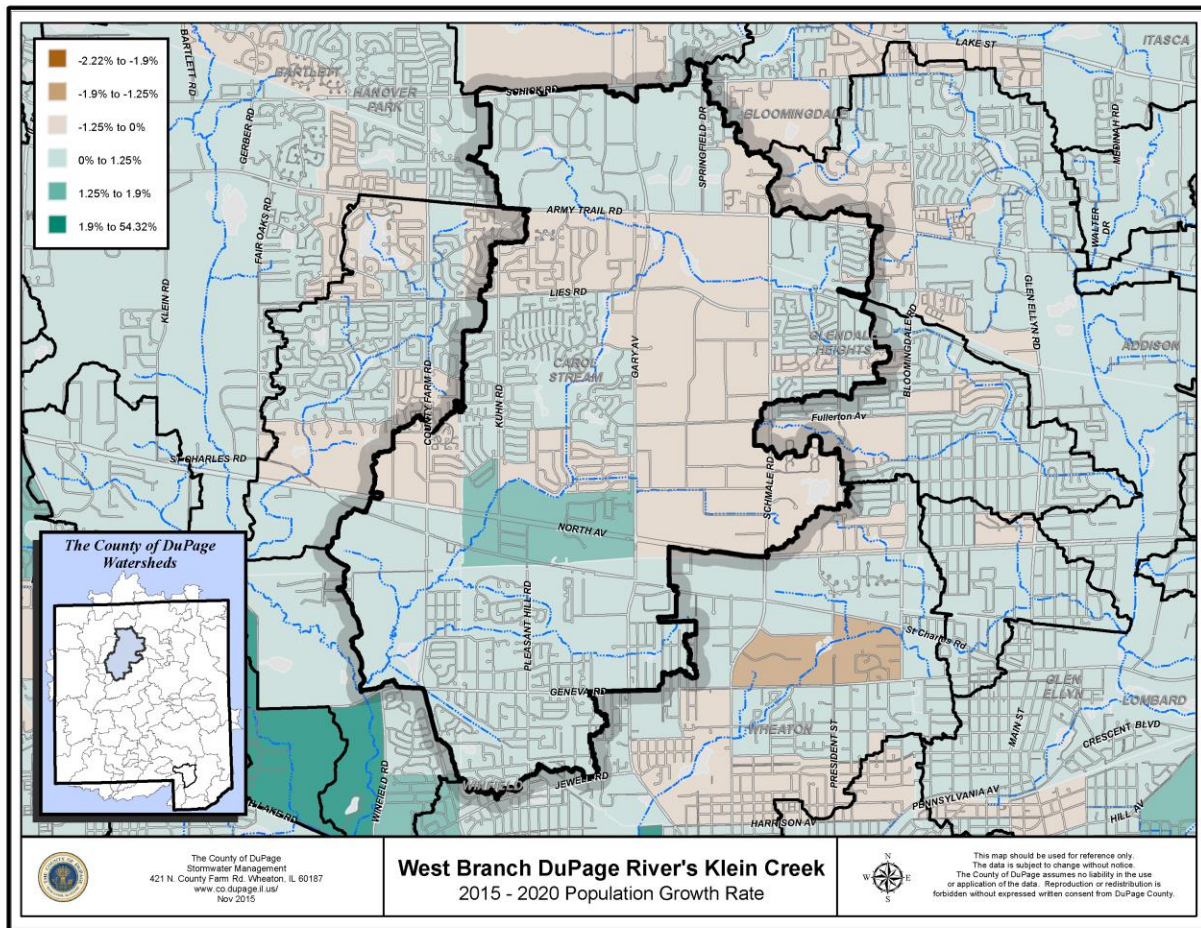 -2.22% to -1.9%
-1.9% to -1.25%
-1.25% to 0%
0% to 1.25%
1.25% to 1.9%
1.9% to 54.32%
BARTLETT RD
BARTLETT
HANOVER
PARK
GERBER RD
SCHICK RD
SPRINGFIELD DR
BLOOMINGDALE
LAKE ST
ITASCA
MEDINAH RD
FAIR OAKS RD
ARMY TRAIL RD
WALTER
DR
KLEIN RD
LIES RD
GLEN ELLYN RD
BLOOMINGDALE RD
GLENDALE
HEIGHTS
ADDISON
CAROL
STREAM
GARY AV
COUNTY FARM RD
KUHN RD
Fullerton Av
ST CHARLES RD
SCHMALE RD
NORTH AV
PLEASANT HILL RD
St Charles Rd
GENEVA RD
GLEN
ELLYN
LOMBARD
WHEATON
PRESIDENT ST
MAIN ST
CRESCENT BLVD
WINFIELD RD
WINFIELD
JEWELL RD
PENNSYLVANIA AV
HARRISON AV
HILL AV
LAKE RD
The County of DuPage
Watersheds
The County of DuPage
Stormwater Management
421 N. County Farm Rd. Wheaton, IL 60187
www.co.dupage.il.us/
Nov 2015
West Branch DuPage River's Klein Creek
2015 - 2020 Population Growth Rate
N
W
E
S
This map should be used for reference only.
The data is subject to change without notice.
The County of DuPage assumes no liability in the use
or application of the data. Reproduction or redistribution is
forbidden without expressed written consent from DuPage County.